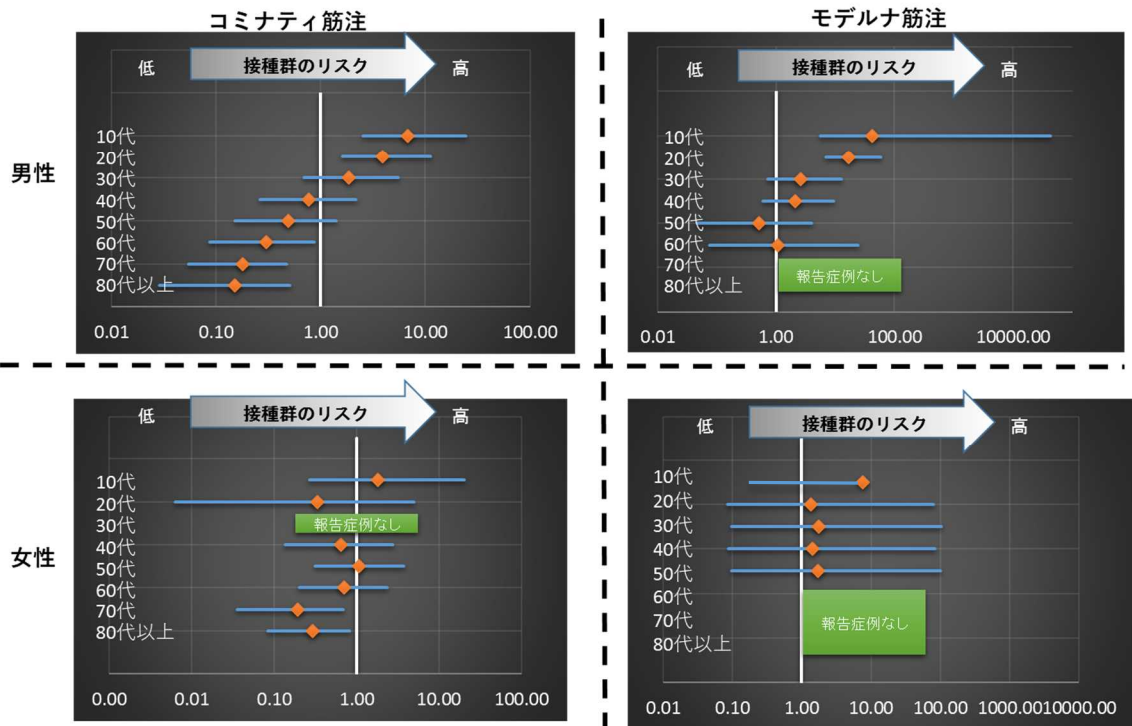 コミナティ筋注
モデルナ筋注
男性
低 接種群のリスク 高
10代
20代
30代
40代
50代
60代
70代
80代以上
0.01 0.10 1.00 10.00 100.00
低 接種群のリスク 高
10代
20代
30代
40代
50代
60代
70代
80代以上
報告症例なし
0.01 1.00 100.00 10000.00
女性
低 接種群のリスク 高
10代
20代
30代 報告症例なし
40代
50代
60代
70代
80代以上
0.00 0.01 0.10 1.00 10.00 100.00
低 接種群のリスク 高
10代
20代
30代
40代
50代
60代
70代 報告症例なし
80代以上
0.01 0.10 1.00 10.00 100.00 1000.00 10000.00